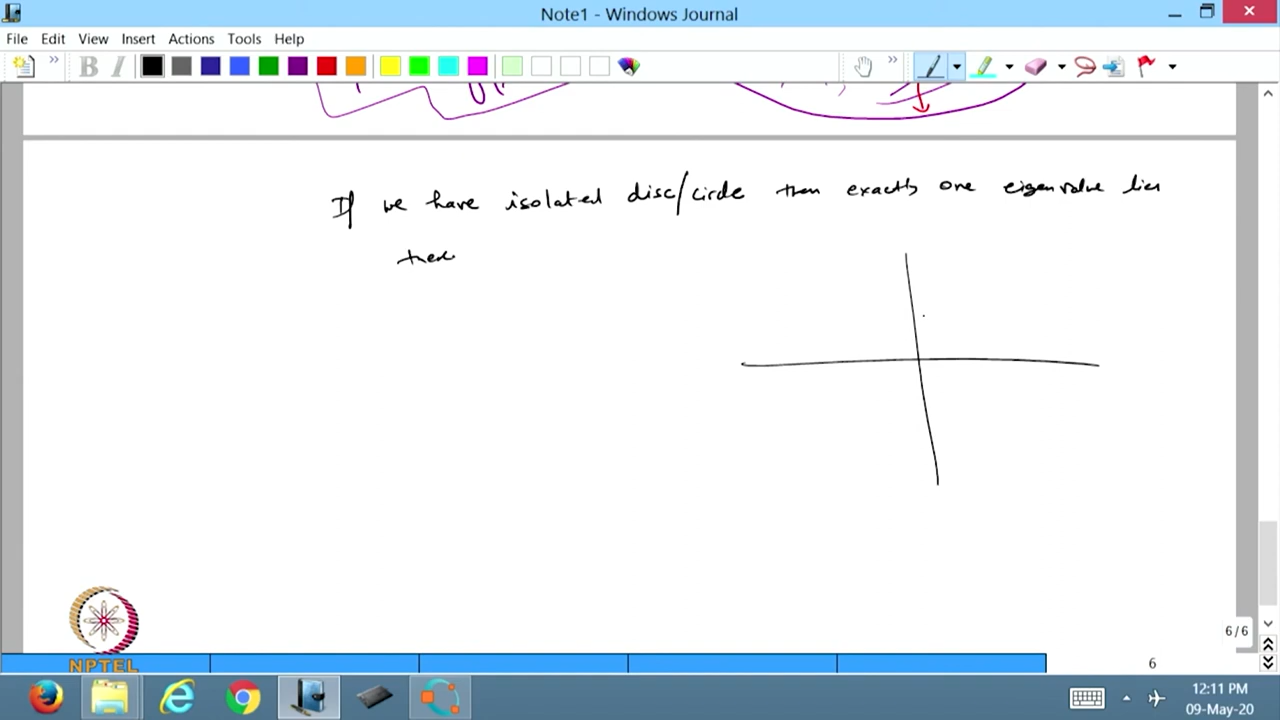 Note1 - Windows Journal
File Edit View Insert Actions Tools Help
B I
If we have isolated disc/circle then exactly one eigenvalue lies
there
6 / 6
NPTEL
6
12:11 PM
09-May-20